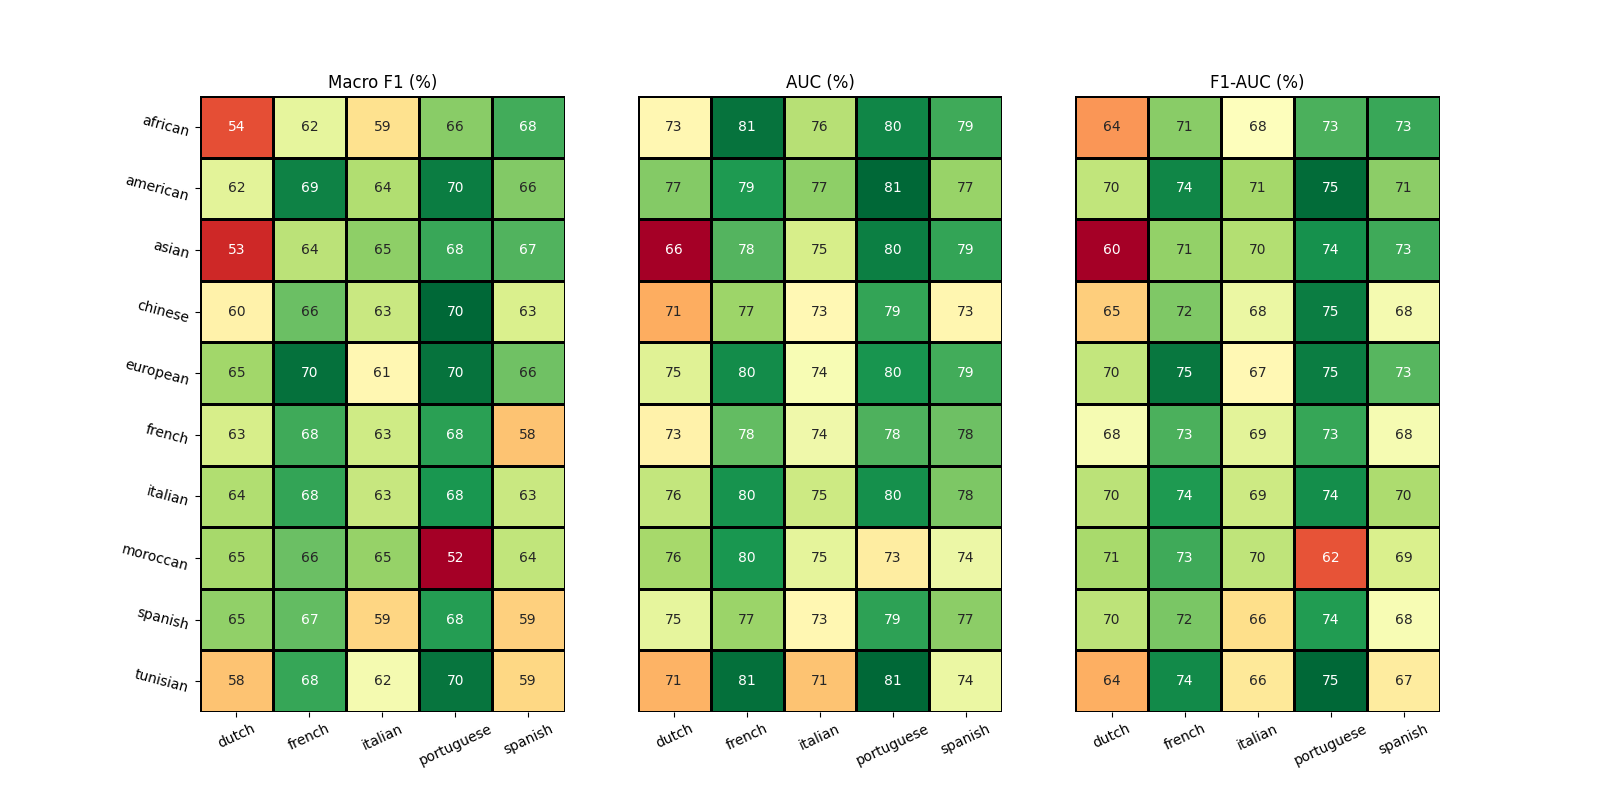 Macro F1 (%) AUC (%) F1-AUC (%)
african 54 62 59 66 68 73 81 76 80 79 64 71 68 73 73
american 62 69 64 70 66 77 79 77 81 77 70 74 71 75 71
asian 53 64 65 68 67 66 78 75 80 79 60 71 70 74 73
chinese 60 66 63 70 63 71 77 73 79 73 65 72 68 75 68
european 65 70 61 70 66 75 80 74 80 79 70 75 67 75 73
french 63 68 63 68 58 73 78 74 78 78 68 73 69 73 68
italian 64 68 63 68 63 76 80 75 80 78 70 74 69 74 70
moroccan 65 66 65 52 64 76 80 75 73 74 71 73 70 62 69
spanish 65 67 59 68 59 75 77 73 79 77 70 72 66 74 68
tunisian 58 68 62 70 59 71 81 71 81 74 64 74 66 75 67
dutch french italian portuguese spanish dutch french italian portuguese spanish dutch french italian portuguese spanish